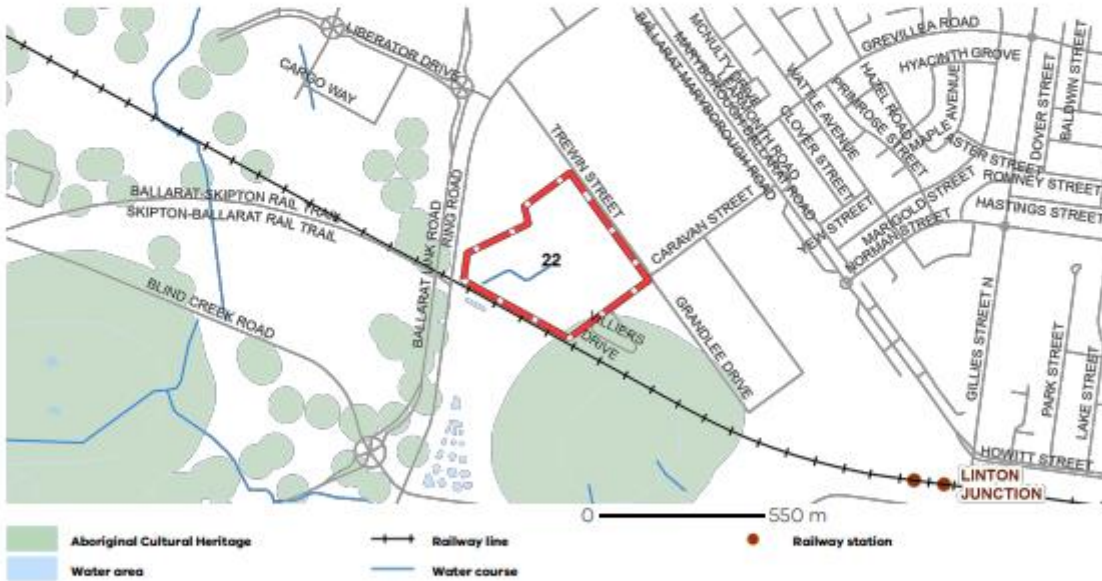 LIBERATOR DRIVE
CARGO WAY
BALLARAT-SKIPTON RAIL TRAIL
SKIPTON-BALLARAT RAIL TRAIL
BLIND CREEK ROAD
BALLARAT LINK ROAD
RING ROAD
TREWIN STREET
22
CARAVAN STREET
VILLIERS
DRIVE
GRANDLEE DRIVE
BALLARAT-MARYBOROUGH ROAD
MARYBOROUGH-BALLARAT ROAD
LEARMONTH ROAD
MCNULTY DRIVE
CLOVER STREET
WATTLE AVENUE
PRIMROSE STREET
HAZEL ROAD
MAPLE AVENUE
GREVILLEA ROAD
HYACINTH GROVE
ASTER STREET
ROMNEY STREET
HASTINGS STREET
DOVER STREET
BALDWIN STREET
YEW STREET
MARIGOLD STREET
NORMAN STREET
GILLIES STREET N
PARK STREET
LAKE STREET
HOWITT STREET
LINTON
JUNCTION
0 550 m
Aboriginal Cultural Heritage
Railway line
Railway station
Water area
Water course